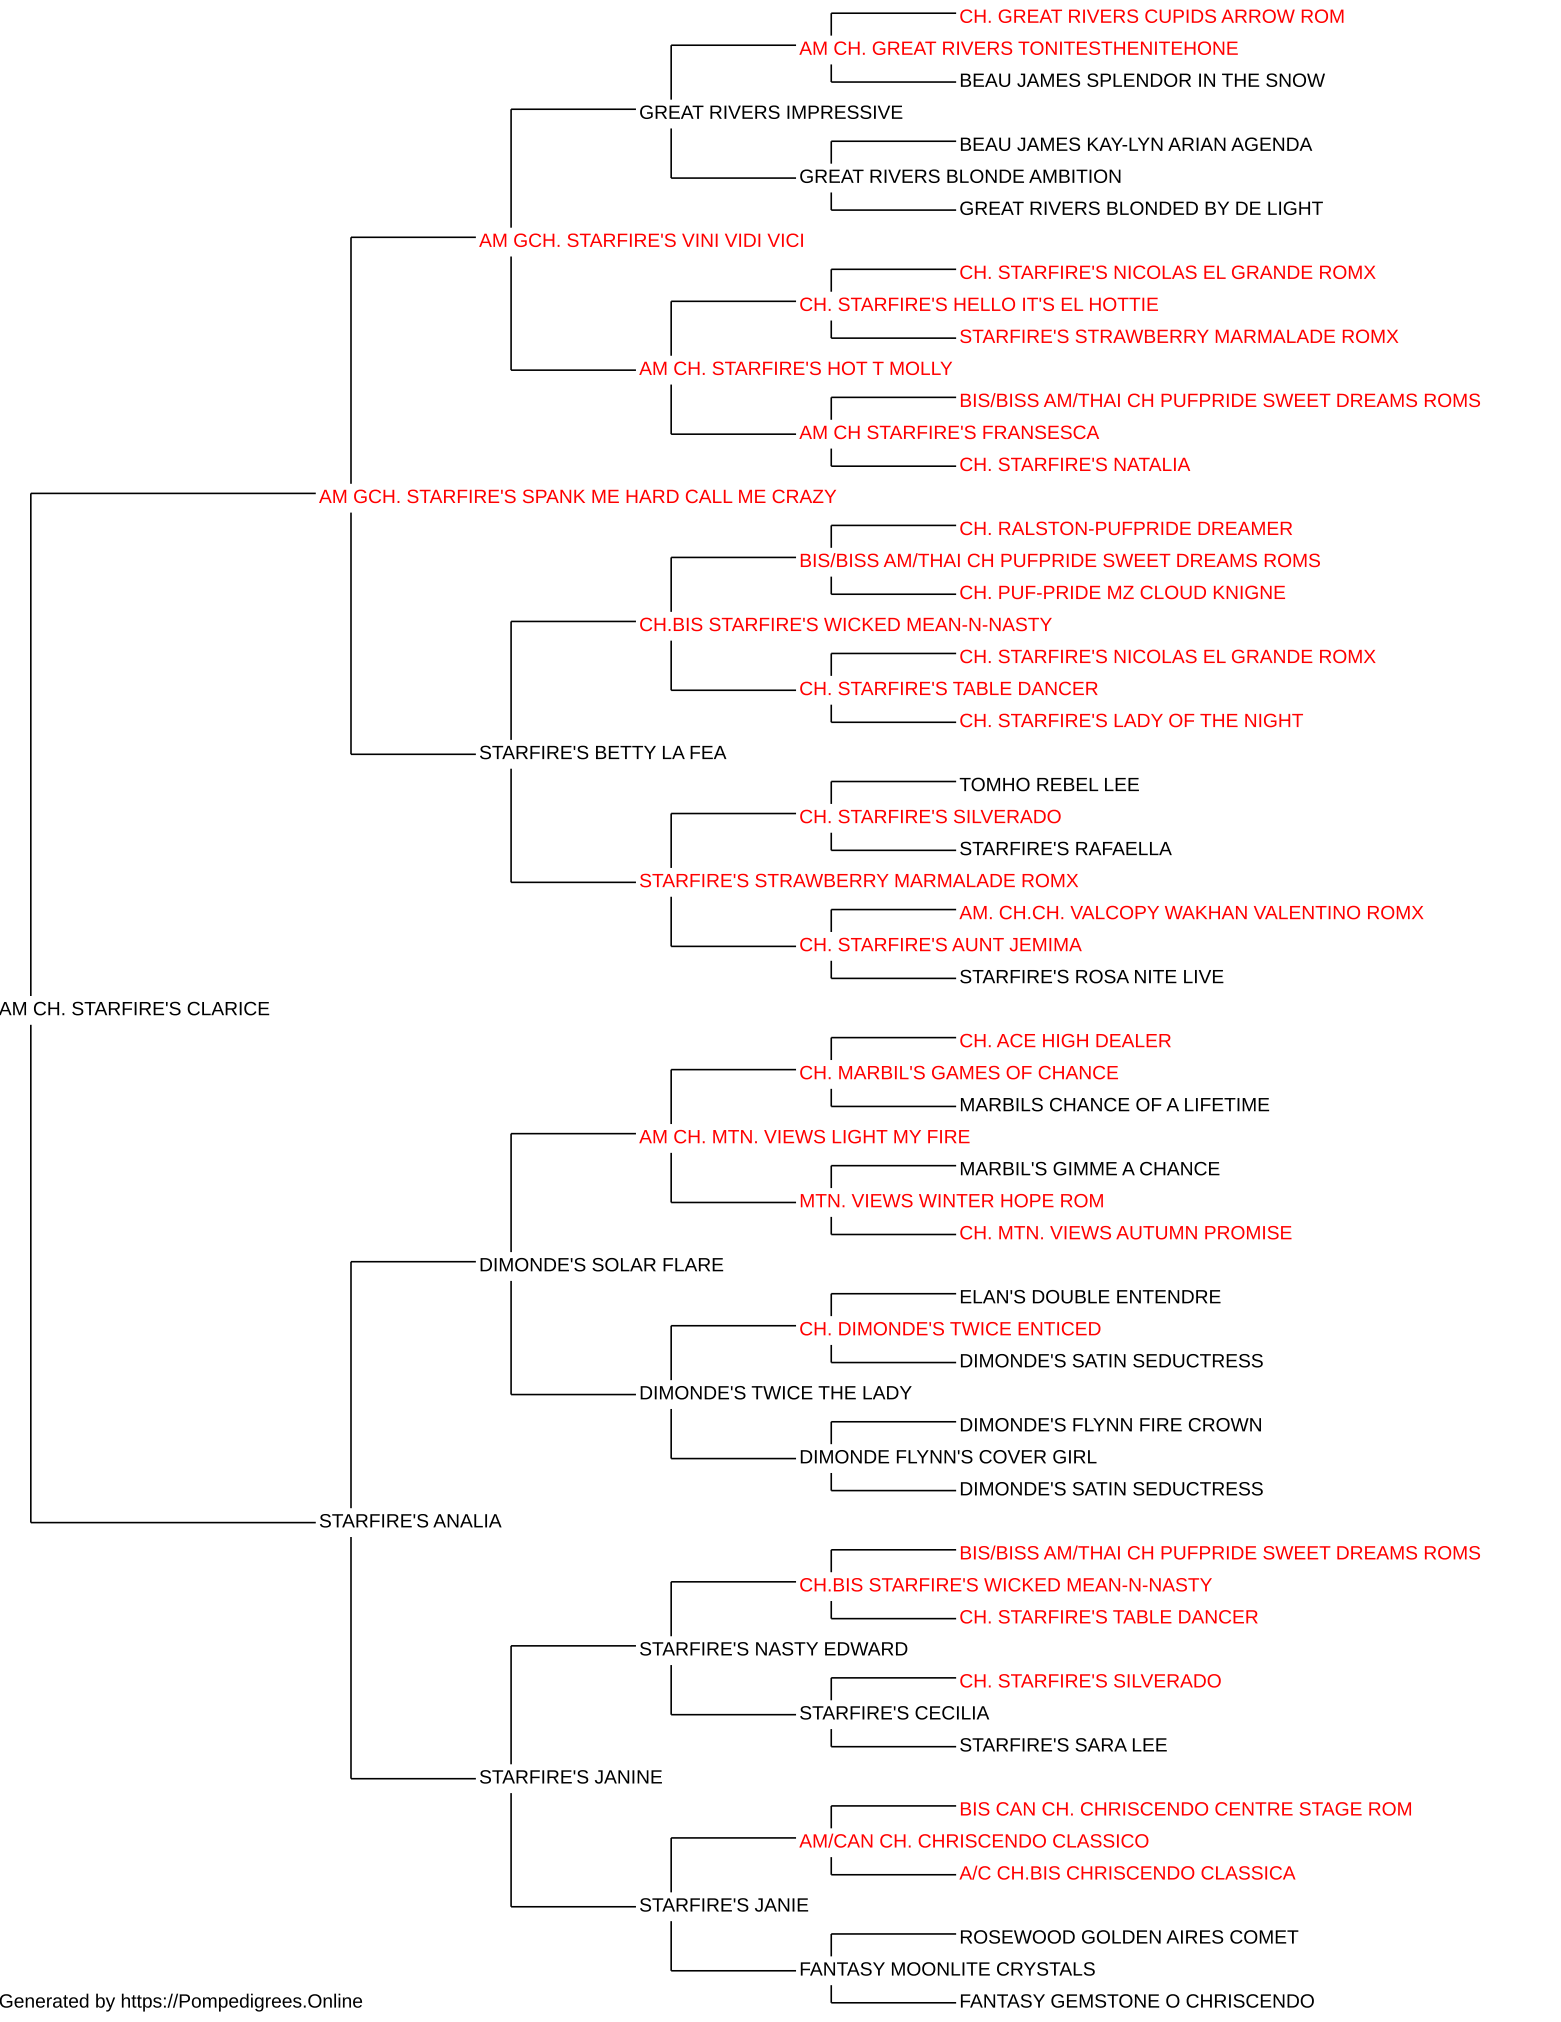 CH. GREAT RIVERS CUPIDS ARROW ROM
AM CH. GREAT RIVERS TONITESTHENITEHONE
BEAU JAMES SPLENDOR IN THE SNOW
GREAT RIVERS IMPRESSIVE
BEAU JAMES KAY-LYN ARIAN AGENDA
GREAT RIVERS BLONDE AMBITION
GREAT RIVERS BLONDED BY DE LIGHT
AM GCH. STARFIRE'S VINI VIDI VICI
CH. STARFIRE'S NICOLAS EL GRANDE ROMX
CH. STARFIRE'S HELLO IT'S EL HOTTIE
STARFIRE'S STRAWBERRY MARMALADE ROMX
AM CH. STARFIRE'S HOT T MOLLY
BIS/BISS AM/THAI CH PUFPRIDE SWEET DREAMS ROMS
AM CH STARFIRE'S FRANSESCA
CH. STARFIRE'S NATALIA
AM GCH. STARFIRE'S SPANK ME HARD CALL ME CRAZY
CH. RALSTON-PUFPRIDE DREAMER
BIS/BISS AM/THAI CH PUFPRIDE SWEET DREAMS ROMS
CH. PUF-PRIDE MZ CLOUD KNIGNE
CH.BIS STARFIRE'S WICKED MEAN-N-NASTY
CH. STARFIRE'S NICOLAS EL GRANDE ROMX
CH. STARFIRE'S TABLE DANCER
CH. STARFIRE'S LADY OF THE NIGHT
STARFIRE'S BETTY LA FEA
TOMHO REBEL LEE
CH. STARFIRE'S SILVERADO
STARFIRE'S RAFAELLA
STARFIRE'S STRAWBERRY MARMALADE ROMX
AM. CH.CH. VALCOPY WAKHAN VALENTINO ROMX
CH. STARFIRE'S AUNT JEMIMA
STARFIRE'S ROSA NITE LIVE
AM CH. STARFIRE'S CLARICE
CH. ACE HIGH DEALER
CH. MARBIL'S GAMES OF CHANCE
MARBILS CHANCE OF A LIFETIME
AM CH. MTN. VIEWS LIGHT MY FIRE
MARBIL'S GIMME A CHANCE
MTN. VIEWS WINTER HOPE ROM
CH. MTN. VIEWS AUTUMN PROMISE
DIMONDE'S SOLAR FLARE
ELAN'S DOUBLE ENTENDRE
CH. DIMONDE'S TWICE ENTICED
DIMONDE'S SATIN SEDUCTRESS
DIMONDE'S TWICE THE LADY
DIMONDE'S FLYNN FIRE CROWN
DIMONDE FLYNN'S COVER GIRL
DIMONDE'S SATIN SEDUCTRESS
STARFIRE'S ANALIA
BIS/BISS AM/THAI CH PUFPRIDE SWEET DREAMS ROMS
CH.BIS STARFIRE'S WICKED MEAN-N-NASTY
CH. STARFIRE'S TABLE DANCER
STARFIRE'S NASTY EDWARD
CH. STARFIRE'S SILVERADO
STARFIRE'S CECILIA
STARFIRE'S SARA LEE
STARFIRE'S JANINE
BIS CAN CH. CHRISCENDO CENTRE STAGE ROM
AM/CAN CH. CHRISCENDO CLASSICO
A/C CH.BIS CHRISCENDO CLASSICA
STARFIRE'S JANIE
ROSEWOOD GOLDEN AIRES COMET
FANTASY MOONLITE CRYSTALS
FANTASY GEMSTONE O CHRISCENDO
Generated by https://Pompedigrees.Online